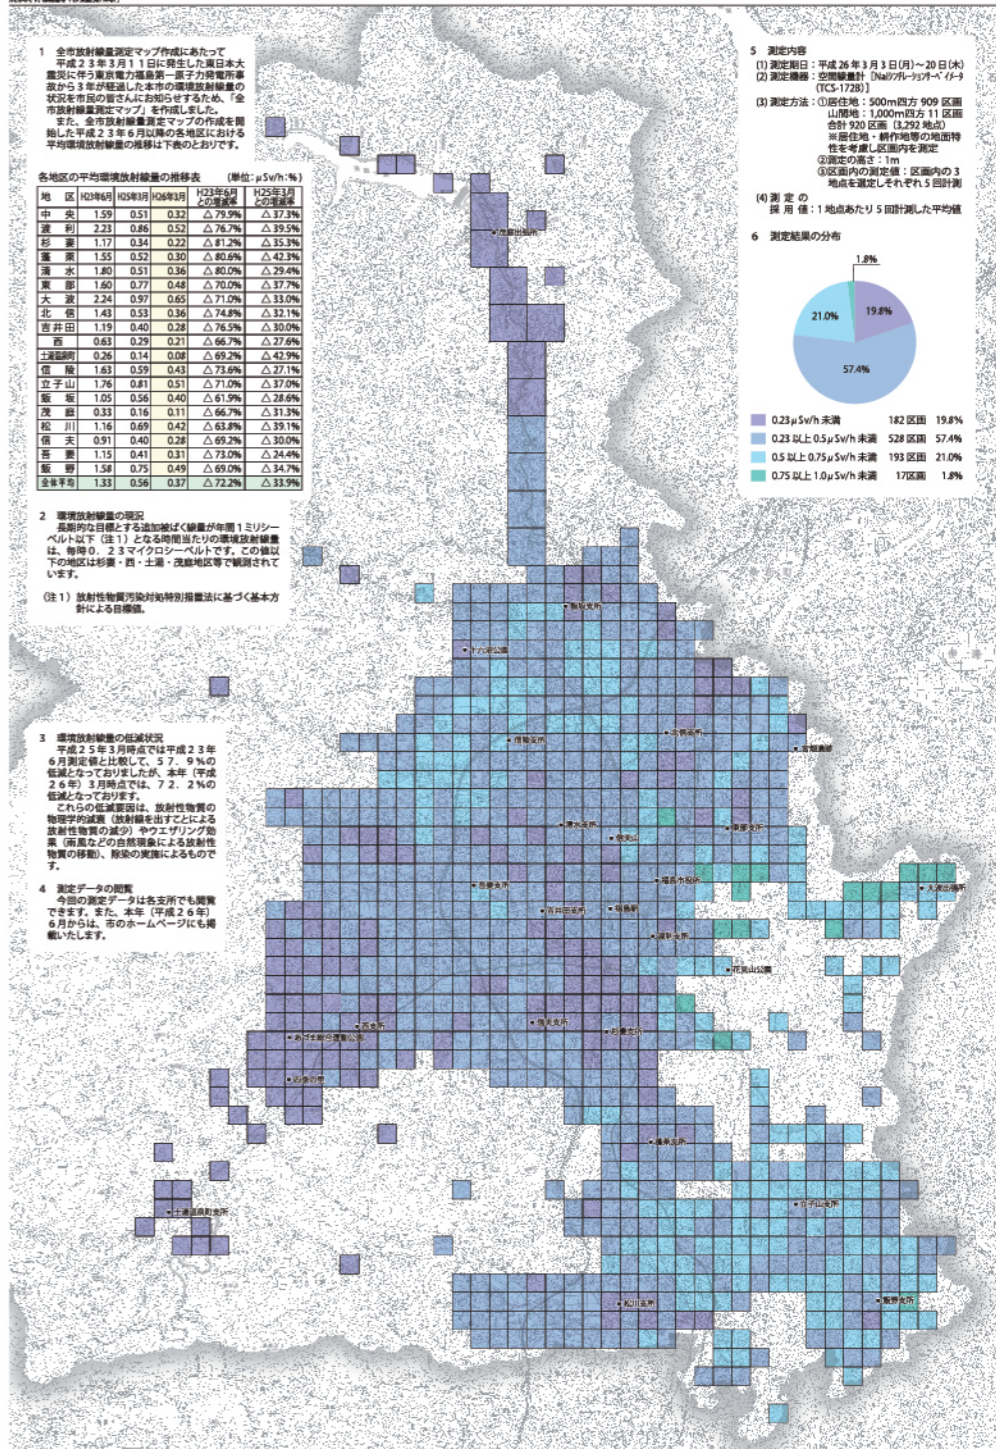 1 全市放射線量測定マップ作成にあたって
平成23年3月11日に発生した東日本大
震災に伴う東京電力福島第一原子力発電所事
故から3年が経過した本市の環境放射線量の
状況を市民の皆さんにお知らせするため、「全
市放射線量測定マップ」を作成しました。
また、全市放射線量測定マップの作成を開
始した平成23年6月以降の各地区における
平均環境放射線量の推移は下表のとおりです。
各地区の平均環境放射線量の推移表 (単位:μSv/h:%)
地 区 H23年6月 H25年3月 H26年3月 H23年6月との増減率 H25年3月との増減率
中 央 1.59 0.51 0.32 △79.9% △37.3%
渡 利 2.23 0.86 0.52 △76.7% △39.5%
杉 妻 1.17 0.34 0.22 △81.2% △35.3%
蓬 莱 1.55 0.52 0.30 △80.6% △42.3%
清 水 1.80 0.51 0.36 △80.0% △29.4%
東 部 1.60 0.77 0.48 △70.0% △37.7%
大 波 2.24 0.97 0.65 △71.0% △33.0%
北 信 1.43 0.53 0.36 △74.8% △32.1%
吉井田 1.19 0.40 0.28 △76.5% △30.0%
西 0.63 0.29 0.21 △66.7% △27.6%
土湯温泉町 0.26 0.14 0.08 △69.2% △42.9%
信 陵 1.63 0.59 0.43 △73.6% △27.1%
立子山 1.76 0.81 0.51 △71.0% △37.0%
飯 坂 1.05 0.56 0.40 △61.9% △28.6%
茂 庭 0.33 0.16 0.11 △66.7% △31.3%
松 川 1.16 0.69 0.42 △63.8% △39.1%
信 夫 0.91 0.40 0.28 △69.2% △30.0%
吾 妻 1.15 0.41 0.31 △73.0% △24.4%
飯 野 1.58 0.75 0.49 △69.0% △34.7%
全体平均 1.33 0.56 0.37 △72.2% △33.9%
2 環境放射線量の現況
長期的な目標とする追加被ばく線量が年間1ミリシー
ベルト以下(注1)となる時間当たりの環境放射線量
は、毎時0.23マイクロシーベルトです。この値以
下の地区は杉妻・西・土湯・茂庭地区等で観測されて
います。
(注1)放射性物質汚染対処特別措置法に基づく基本方
針による目標値。
3 環境放射線量の低減状況
平成25年3月時点では平成23年
6月測定値と比較して、57.9%の
低減となっておりましたが、本年(平成
26年)3月時点では、72.2%の
低減となっております。
これらの低減要因は、放射性物質の
物理学的減衰(放射線を出すことによる
放射性物質の減少)やウエザリング効
果(雨風などの自然現象による放射性
物質の移動)、除染の実施によるもので
す。
4 測定データの閲覧
今回の測定データは各支所でも閲覧
できます。また、本年(平成26年)
6月からは、市のホームページにも掲
載いたします。
5 測定内容
(1)測定期日:平成26年3月3日(月)〜20日(木)
(2)測定機器:空間線量計[NaIシンチレーションサーベイメータ
(TCS-172B)]
(3)測定方法:①居住地:500m四方 909区画
山間地:1,000m四方 11区画
合計920区画(3,292地点)
※居住地・耕作地等の地面特
性を考慮し区画内を測定
②測定の高さ:1m
③区画内の測定値:区画内の3
地点を選定しそれぞれ5回計測
(4)測定の
採用値:1地点あたり5回計測した平均値
6 測定結果の分布
1.8%
19.8%
21.0%
57.4%
0.23μSv/h未満 182区画 19.8%
0.23以上0.5μSv/h未満 528区画 57.4%
0.5以上0.75μSv/h未満 193区画 21.0%
0.75以上1.0μSv/h未満 17区画 1.8%
茂庭出張所
飯坂支所
十六沼公園
信陵支所
北信支所
宮畑遺跡
清水支所
信夫山
東部支所
吾妻支所
福島市役所
大波出張所
吉井田支所
福島駅
渡利支所
花見山公園
西支所
信夫支所
杉妻支所
あづま総合運動公園
四季の里
蓬莱支所
土湯温泉町支所
立子山支所
松川支所
飯野支所